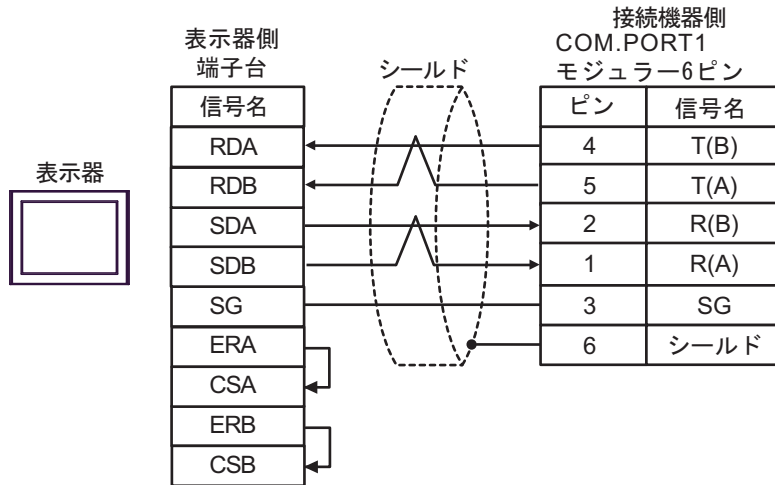 表示器
表示器側
端子台
信号名
RDA
RDB
SDA
SDB
SG
ERA
CSA
ERB
CSB
シールド
接続機器側
COM.PORT1
モジュラー6ピン
ピン 信号名
4 T(B)
5 T(A)
2 R(B)
1 R(A)
3 SG
6 シールド